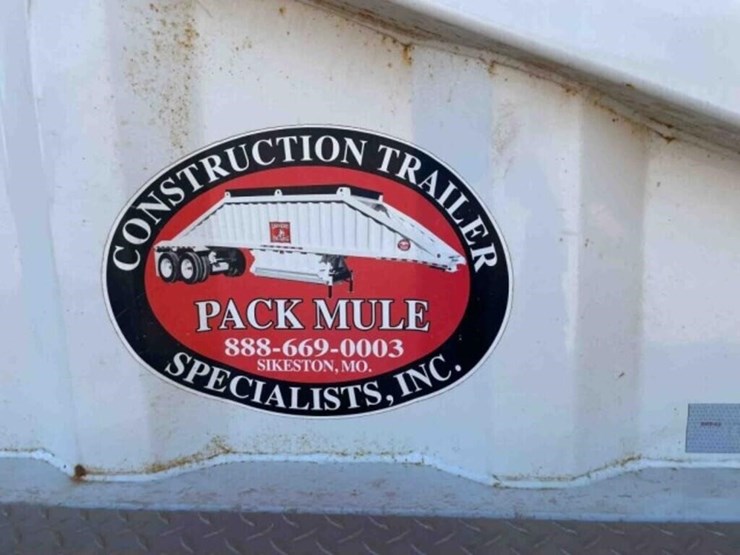 CONSTRUCTION TRAILER
PACK MULE
888-669-0003
SIKESTON, MO.
SPECIALISTS, INC.